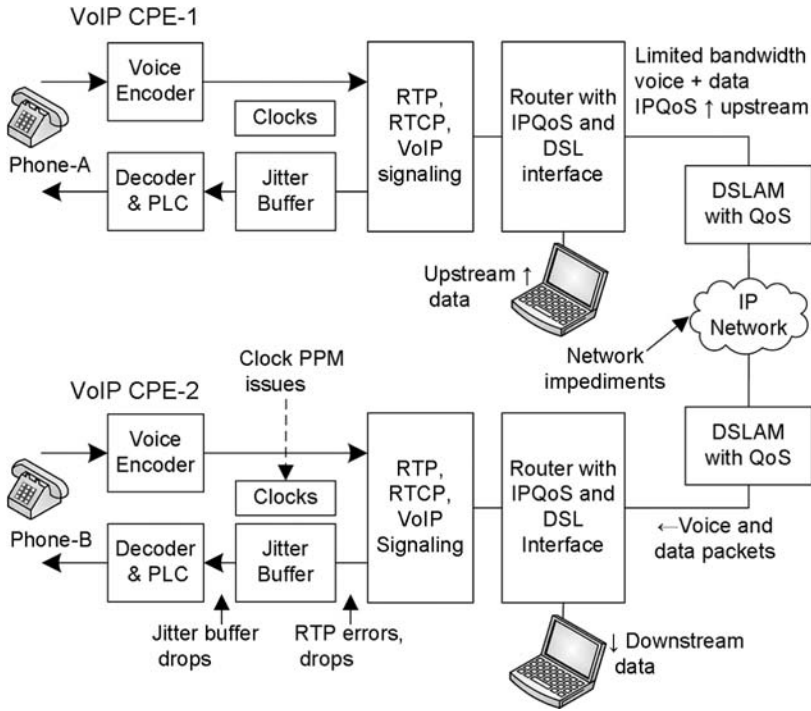 VoIP CPE-1
Voice
Encoder
Clocks
Phone-A
Decoder
& PLC
Jitter
Buffer
RTP,
RTCP,
VoIP
signaling
Router with
IPQoS and
DSL
interface
Limited bandwidth
voice + data
IPQoS ↑ upstream
DSLAM
with QoS
Upstream ↑
data
IP
Network
Network
impediments
Clock PPM
issues
VoIP CPE-2
Voice
Encoder
Clocks
Phone-B
Decoder
& PLC
Jitter
Buffer
RTP,
RTCP,
VoIP
Signaling
Router with
IPQoS and
DSL
Interface
DSLAM
with QoS
←Voice and
data packets
Jitter buffer
drops
RTP errors,
drops
↓ Downstream
data